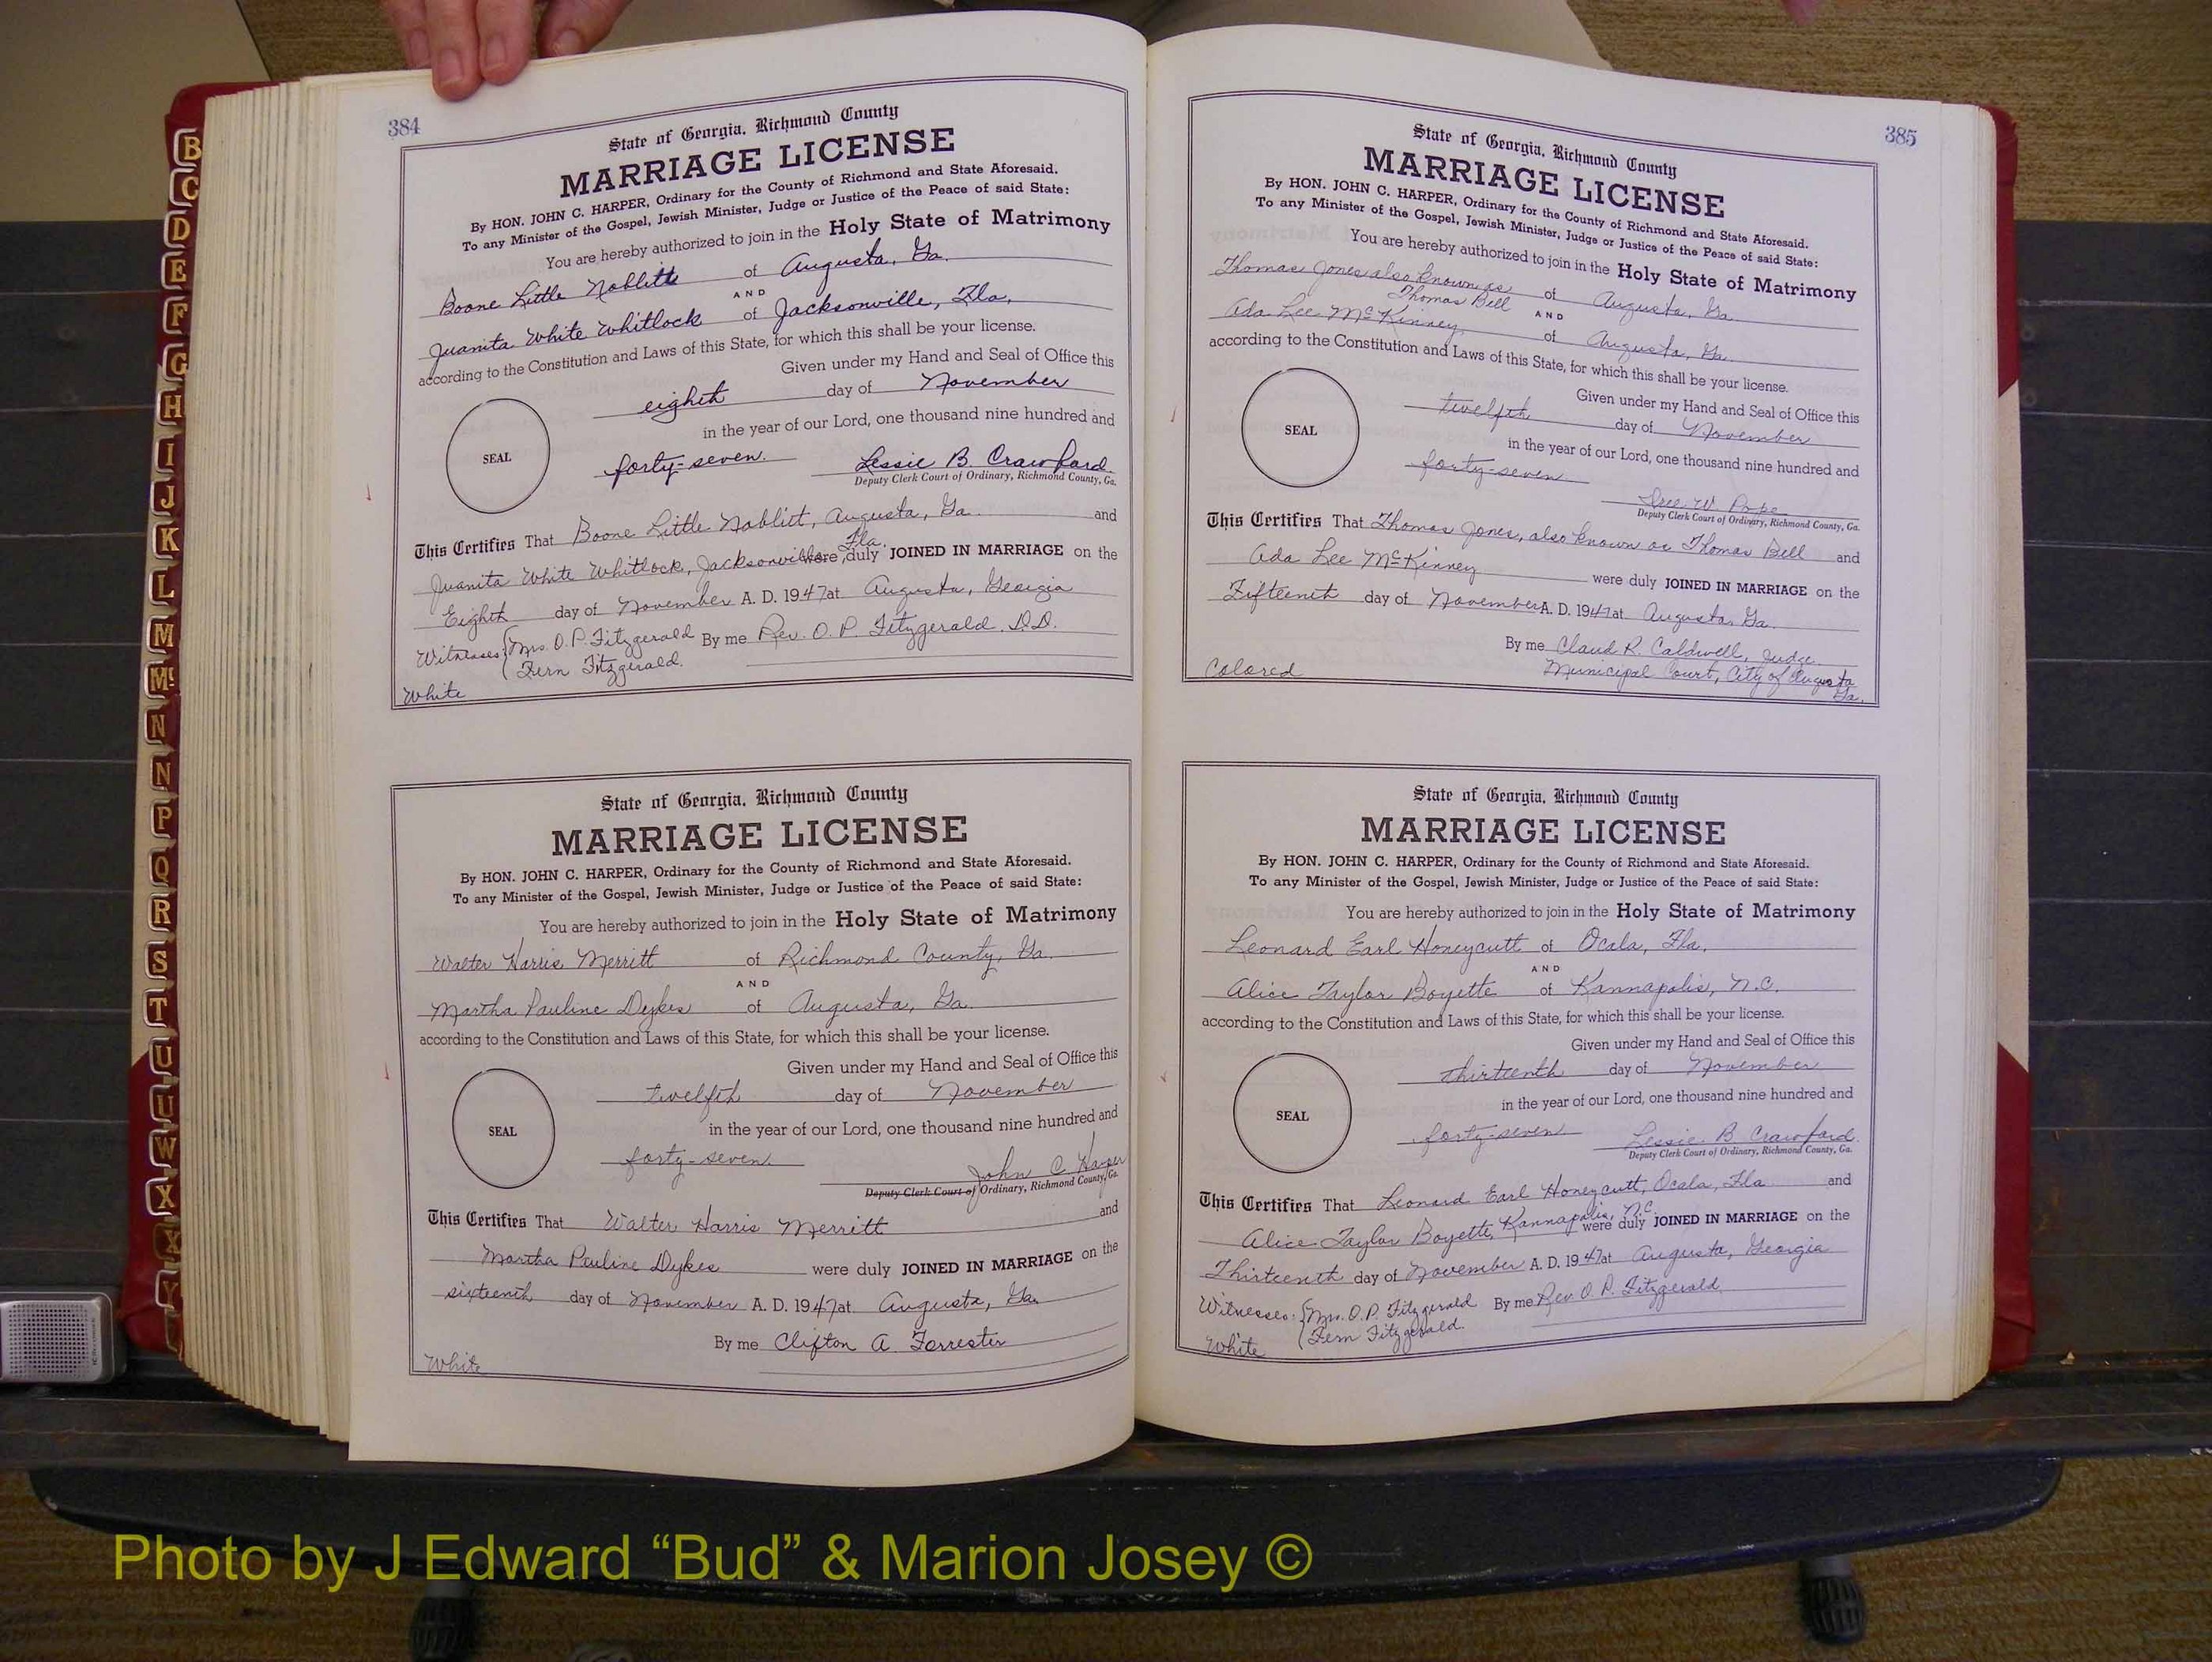 384
State of Georgia, Richmond County
MARRIAGE LICENSE
By HON. JOHN C. HARPER, Ordinary for the County of Richmond and State Aforesaid.
To any Minister of the Gospel, Jewish Minister, Judge or Justice of the Peace of said State:
You are hereby authorized to join in the Holy State of Matrimony
Boone Little Noblitt of Augusta, Ga.
AND
Juanita White Whitlock of Jacksonville, Fla.
according to the Constitution and Laws of this State, for which this shall be your license.
Given under my Hand and Seal of Office this
eighth day of November
in the year of our Lord, one thousand nine hundred and
SEAL
forty-seven. Lessie B. Crawford.
Deputy Clerk Court of Ordinary, Richmond County, Ga.
This Certifies That Boone Little Noblitt, Augusta, Ga. and
Juanita White Whitlock, Jacksonville, Fla. were duly JOINED IN MARRIAGE on the
Eighth day of November A. D. 1947 at Augusta, Georgia
Witnesses: Mrs. O. P. Fitzgerald By me Rev. O. P. Fitzgerald, D.D.
Fern Fitzgerald.
White
State of Georgia, Richmond County
MARRIAGE LICENSE
By HON. JOHN C. HARPER, Ordinary for the County of Richmond and State Aforesaid.
To any Minister of the Gospel, Jewish Minister, Judge or Justice of the Peace of said State:
You are hereby authorized to join in the Holy State of Matrimony
Walter Harris Merritt of Richmond County, Ga.
AND
Martha Pauline Dykes of Augusta, Ga.
according to the Constitution and Laws of this State, for which this shall be your license.
Given under my Hand and Seal of Office this
twelfth day of November
in the year of our Lord, one thousand nine hundred and
SEAL
forty-seven. John C. Harper
Deputy Clerk Court of Ordinary, Richmond County, Ga.
This Certifies That Walter Harris Merritt and
Martha Pauline Dykes were duly JOINED IN MARRIAGE on the
sixteenth day of November A. D. 1947 at Augusta, Ga.
By me Clifton A. Forrester
White
385
State of Georgia, Richmond County
MARRIAGE LICENSE
By HON. JOHN C. HARPER, Ordinary for the County of Richmond and State Aforesaid.
To any Minister of the Gospel, Jewish Minister, Judge or Justice of the Peace of said State:
You are hereby authorized to join in the Holy State of Matrimony
Thomas Jones also known as Thomas Bell of Augusta, Ga.
AND
Ada Lee McKinney of Augusta, Ga.
according to the Constitution and Laws of this State, for which this shall be your license.
Given under my Hand and Seal of Office this
twelfth day of November
in the year of our Lord, one thousand nine hundred and
SEAL
forty-seven W. Pope
Deputy Clerk Court of Ordinary, Richmond County, Ga.
This Certifies That Thomas Jones, also known as Thomas Bell and
Ada Lee McKinney were duly JOINED IN MARRIAGE on the
Fifteenth day of November A. D. 1947 at Augusta, Ga.
By me Claud R. Caldwell, Judge
Municipal Court, City of Augusta
Ga.
Colored
State of Georgia, Richmond County
MARRIAGE LICENSE
By HON. JOHN C. HARPER, Ordinary for the County of Richmond and State Aforesaid.
To any Minister of the Gospel, Jewish Minister, Judge or Justice of the Peace of said State:
You are hereby authorized to join in the Holy State of Matrimony
Leonard Earl Honeycutt of Ocala, Fla.
AND
Alice Taylor Boyette of Kannapolis, N.C.
according to the Constitution and Laws of this State, for which this shall be your license.
Given under my Hand and Seal of Office this
thirteenth day of November
in the year of our Lord, one thousand nine hundred and
SEAL
forty-seven Lessie B Crawford.
Deputy Clerk Court of Ordinary, Richmond County, Ga.
This Certifies That Leonard Earl Honeycutt, Ocala, Fla and
Alice Taylor Boyette, Kannapolis, N.C. were duly JOINED IN MARRIAGE on the
Thirteenth day of November A. D. 1947 at Augusta, Georgia
Witnesses: Mrs. O. P. Fitzgerald By me Rev. O. P. Fitzgerald
Fern Fitzgerald.
White
B
C
D
E
F
G
H
I
J
K
L
M
Mc
N
N
P
Q
R
S
T
U
U
W
X
X
Y
Photo by J Edward “Bud” & Marion Josey ©